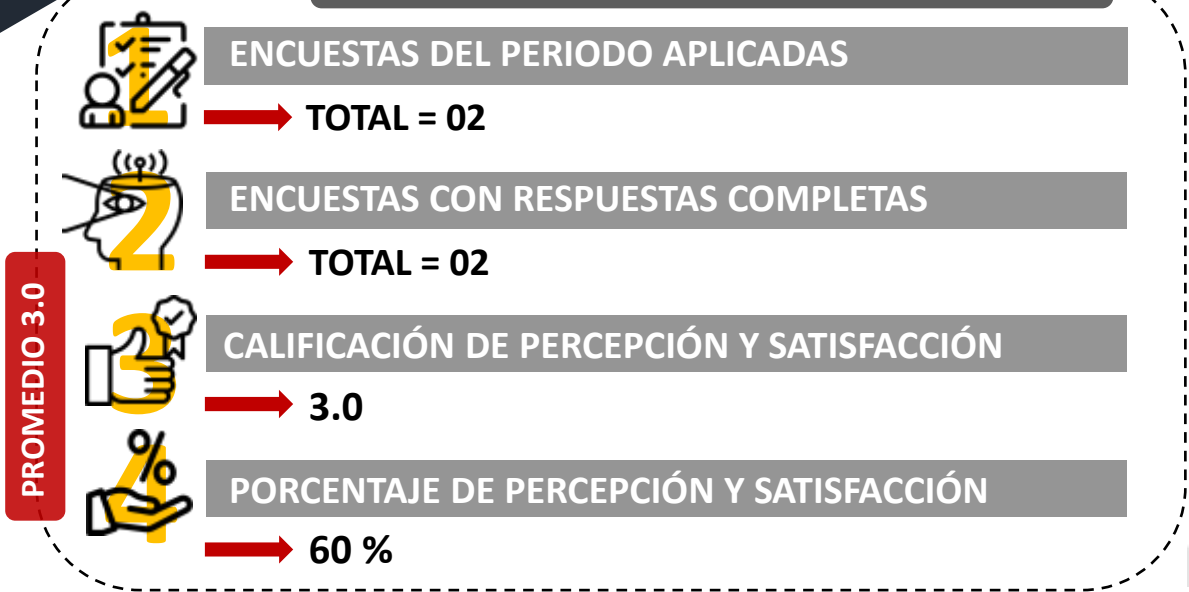 1
ENCUESTAS DEL PERIODO APLICADAS
TOTAL = 02
2
ENCUESTAS CON RESPUESTAS COMPLETAS
TOTAL = 02
PROMEDIO 3.0
3
CALIFICACIÓN DE PERCEPCIÓN Y SATISFACCIÓN
3.0
4
%
PORCENTAJE DE PERCEPCIÓN Y SATISFACCIÓN
60 %